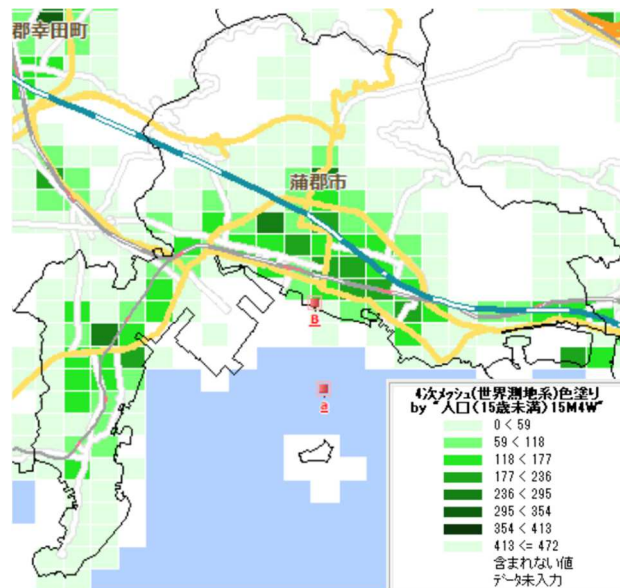 郡幸田町
蒲郡市
B
a
4次メッシュ(世界測地系)色塗り
by "人口(15歳未満)15M4W"
0 < 59
59 < 118
118 < 177
177 < 236
236 < 295
295 < 354
354 < 413
413 <= 472
含まれない値
データ未入力